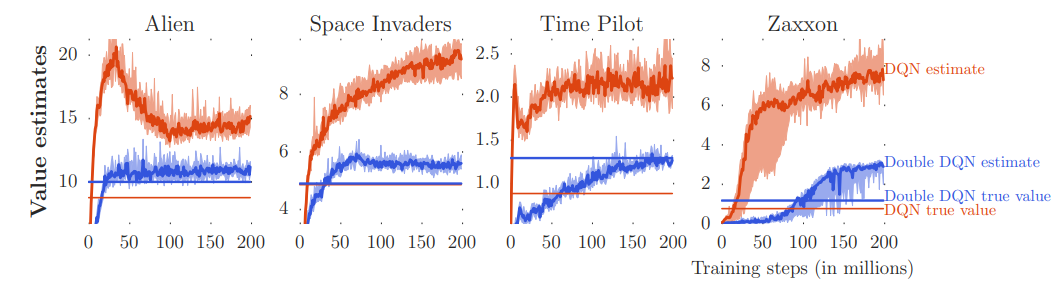 Alien
Space Invaders
Time Pilot
Zaxxon
Value estimates
20
15
10
0 50 100 150 200
8
6
4
0 50 100 150 200
2.5
2.0
1.5
1.0
0 50 100 150 200
8
6
4
2
0
0 50 100 150 200
DQN estimate
Double DQN estimate
Double DQN true value
DQN true value
Training steps (in millions)